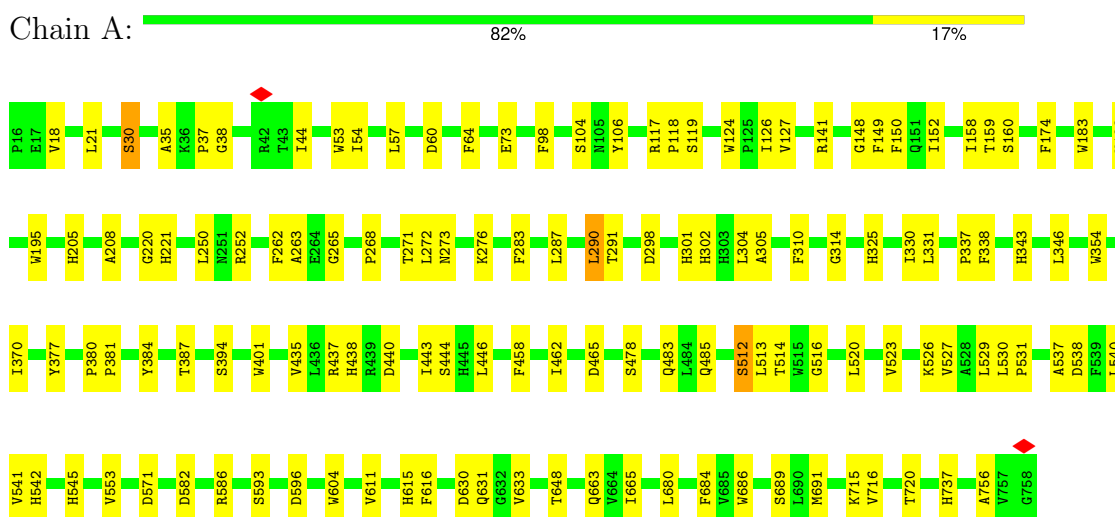 Chain A:
82% 17%
P16 E17 V18 L21 S30 A35 K36 P37 G38 R42 T43 I44 W53 I54 L57 D60 F64 E73 F98 S104 N105 Y106 R117 P118 S119 W124 P125 I126 V127 R141 G148 F149 F150 Q151 I152 I158 T159 S160 F174 W183
W195 H205 A208 G220 H221 L250 N251 R252 F262 A263 E264 G265 P268 T271 L272 N273 K276 F283 L287 L290 T291 D298 H301 H302 H303 L304 A305 F310 G314 H325 I330 L331 P337 F338 H343 L346 W354
I370 Y377 P380 P381 Y384 T387 S394 W401 V435 L436 R437 H438 R439 D440 I443 S444 H445 L446 F458 I462 D465 S478 Q483 L484 Q485 S512 L513 T514 W515 G516 L520 V523 K526 V527 A528 L529 L530 P531 A537 D538 F539 L540
V541 H542 H545 V553 D571 D582 R586 S593 D596 W604 V611 H615 F616 D630 Q631 G632 V633 T648 Q663 V664 I665 L680 F684 V685 W686 S689 L690 M691 K715 V716 T720 H737 A756 V757 G758